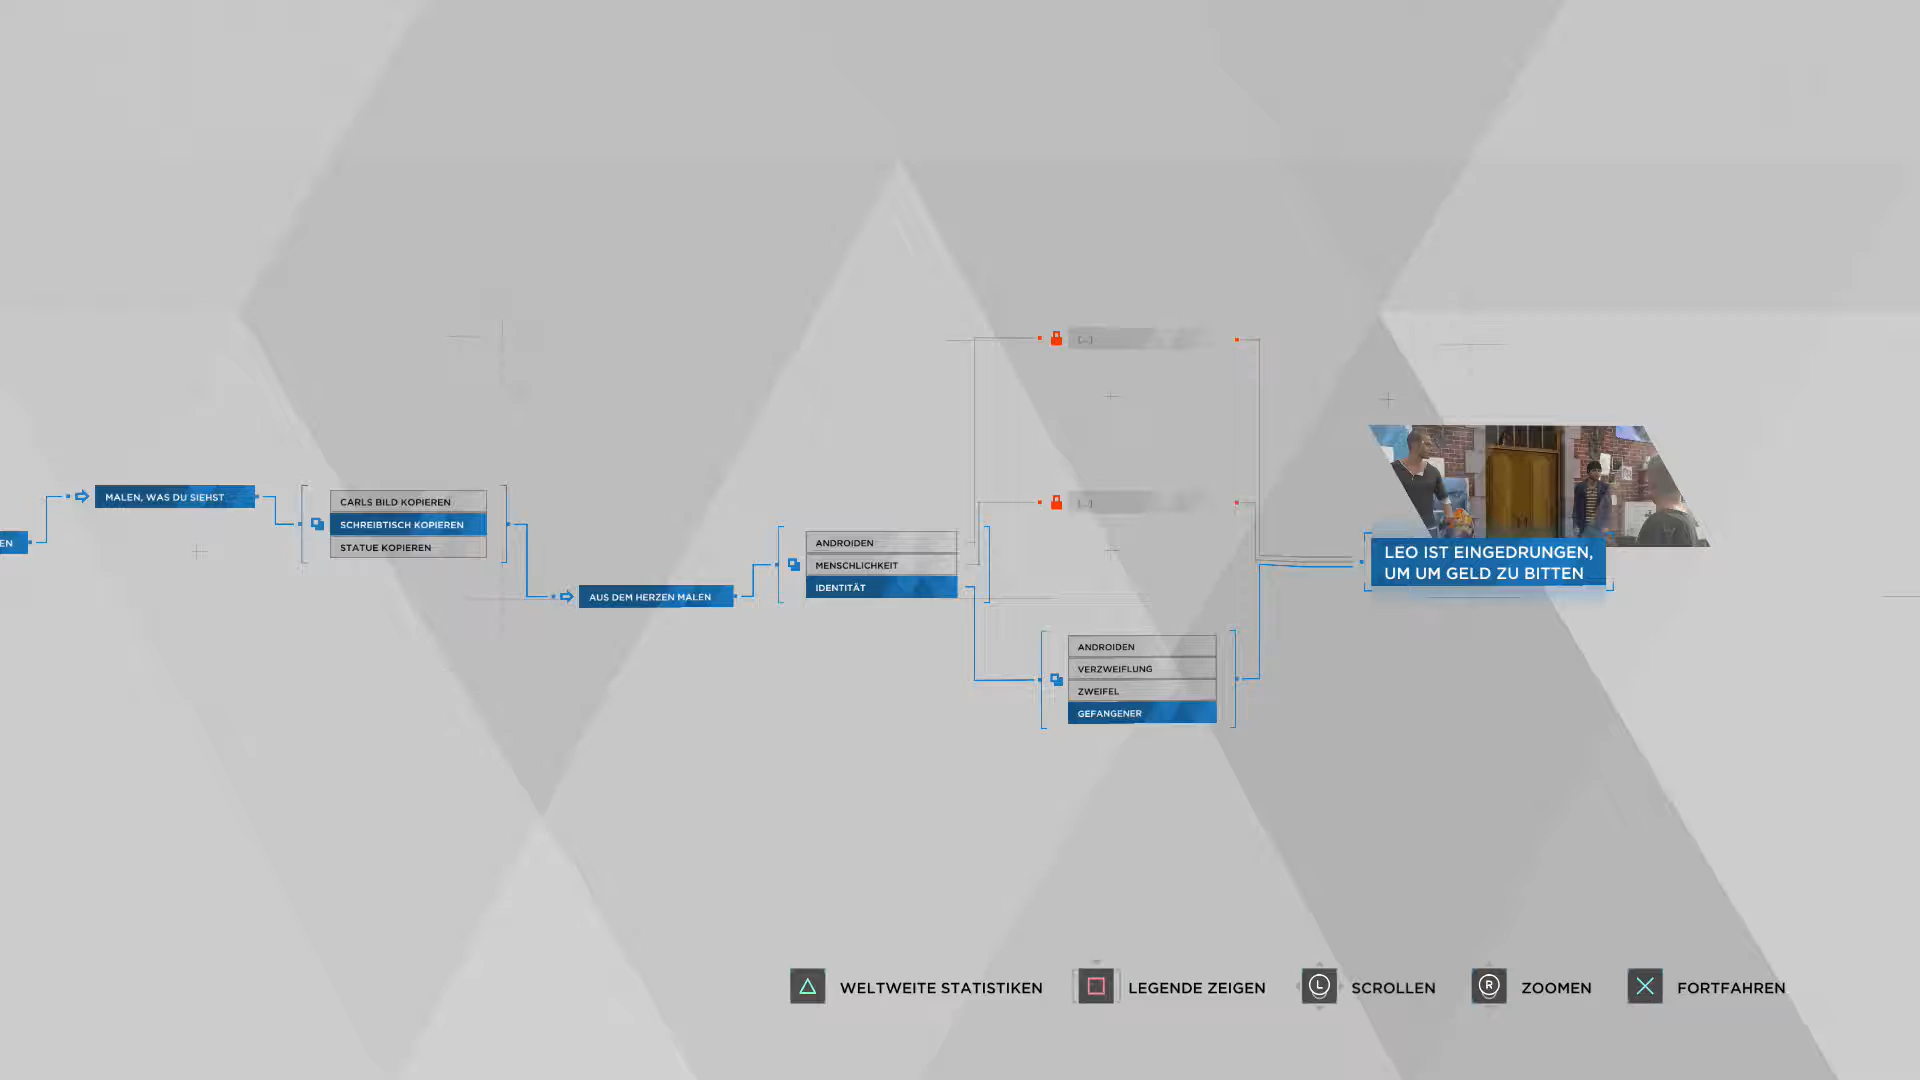 EN
MALEN, WAS DU SIEHST
CARLS BILD KOPIEREN
SCHREIBTISCH KOPIEREN
STATUE KOPIEREN
AUS DEM HERZEN MALEN
ANDROIDEN
MENSCHLICHKEIT
IDENTITÄT
ANDROIDEN
VERZWEIFLUNG
ZWEIFEL
GEFANGENER
LEO IST EINGEDRUNGEN,
UM UM GELD ZU BITTEN
WELTWEITE STATISTIKEN
LEGENDE ZEIGEN
L SCROLLEN
R ZOOMEN
FORTFAHREN